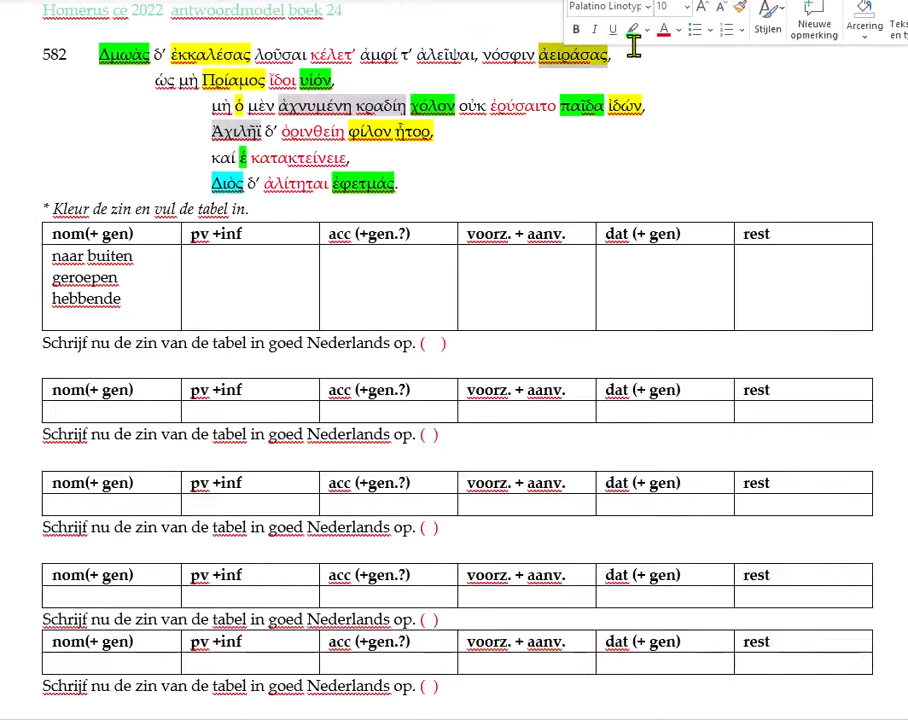 Homerus ce 2022 antwoordmodel boek 24
Palatino Linotyp 10
B I U A Stijlen Nieuwe opmerking Arcering
582 Δμωὰς δ’ ἐκκαλέσας λοῦσαι κέλετ’ ἀμφί τ’ ἀλεῖψαι, νόσφιν ἀειράσας,
ὡς μὴ Πρίαμος ἴδοι υἱόν,
μὴ ὁ μὲν ἀχνυμένη κραδίη χόλον οὐκ ἐρύσαιτο παῖδα ἰδών,
Ἀχιλῆϊ δ’ ὀρινθείη φίλον ἦτορ,
καί ἑ κατακτείνειε,
Διὸς δ’ ἀλίτηται ἐφετμάς.
* Kleur de zin en vul de tabel in.
nom(+ gen) pv +inf acc (+gen.?) voorz. + aanv. dat (+ gen) rest
naar buiten
geroepen
hebbende
Schrijf nu de zin van de tabel in goed Nederlands op. ( )
nom(+ gen) pv +inf acc (+gen.?) voorz. + aanv. dat (+ gen) rest
Schrijf nu de zin van de tabel in goed Nederlands op. ( )
nom(+ gen) pv +inf acc (+gen.?) voorz. + aanv. dat (+ gen) rest
Schrijf nu de zin van de tabel in goed Nederlands op. ( )
nom(+ gen) pv +inf acc (+gen.?) voorz. + aanv. dat (+ gen) rest
Schrijf nu de zin van de tabel in goed Nederlands op. ( )
nom(+ gen) pv +inf acc (+gen.?) voorz. + aanv. dat (+ gen) rest
Schrijf nu de zin van de tabel in goed Nederlands op. ( )